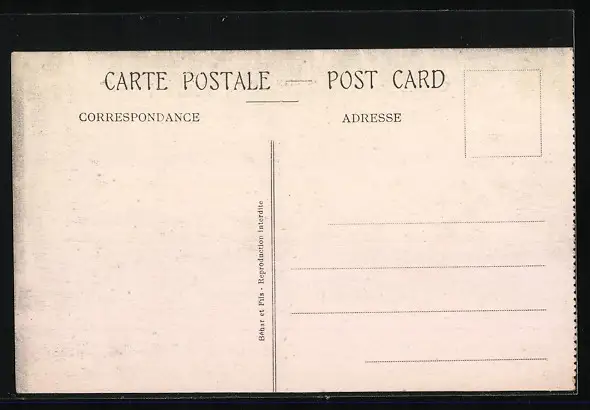 CARTE POSTALE — POST CARD
CORRESPONDANCE
ADRESSE
Béhar et Fils - Reproduction interdite